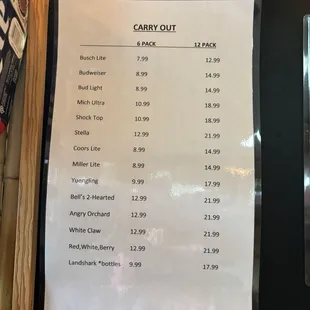 CARRY OUT
6 PACK 12 PACK
Busch Lite 7.99 12.99
Budweiser 8.99 14.99
Bud Light 8.99 14.99
Mich Ultra 10.99 18.99
Shock Top 10.99 18.99
Stella 12.99 21.99
Coors Lite 8.99 14.99
Miller Lite 8.99 14.99
Yuengling 9.99 17.99
Bell's 2-Hearted 12.99 21.99
Angry Orchard 12.99 21.99
White Claw 12.99 21.99
Red,White,Berry 12.99 21.99
Landshark *bottles 9.99 17.99